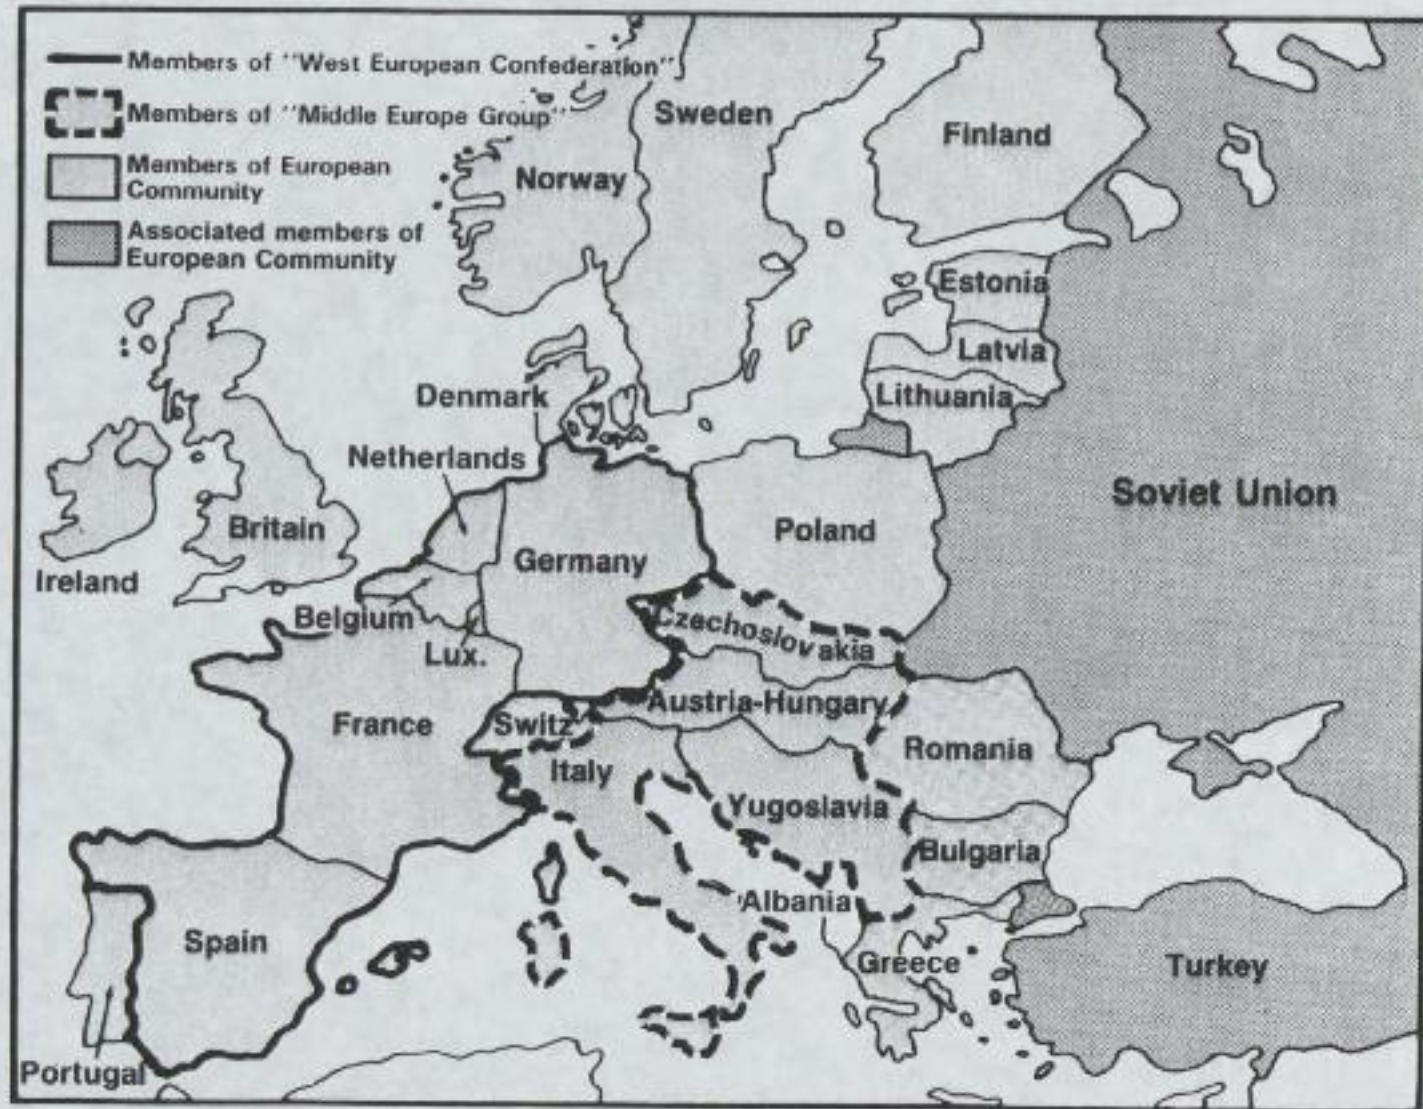 Members of "West European Confederation"
Members of "Middle Europe Group"
Members of European
Community
Associated members of
European Community
Sweden
Finland
Norway
Estonia
Latvia
Lithuania
Denmark
Netherlands
Britain
Ireland
Belgium
Lux.
Germany
Poland
Soviet Union
Czechoslovakia
Austria-Hungary
France
Switz
Italy
Romania
Yugoslavia
Bulgaria
Albania
Spain
Greece
Turkey
Portugal